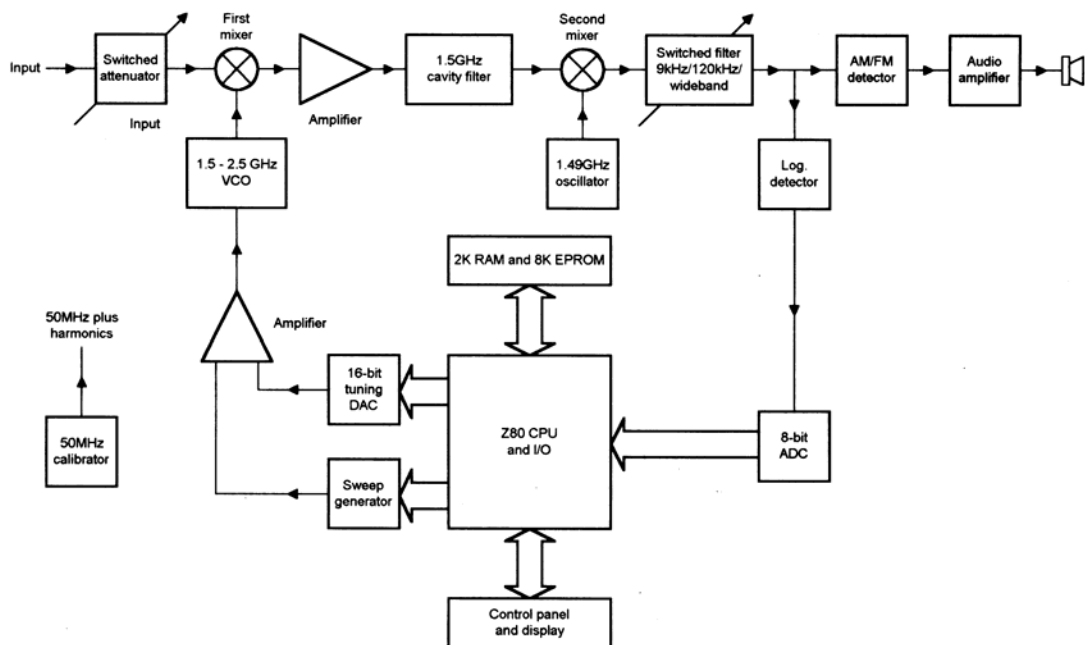 First
mixer
Second
mixer
Input
Switched
attenuator
Input
Amplifier
1.5GHz
cavity filter
Switched filter
9kHz/120kHz/
wideband
AM/FM
detector
Audio
amplifier
1.5 - 2.5 GHz
VCO
1.49GHz
oscillator
Log.
detector
2K RAM and 8K EPROM
50MHz plus
harmonics
Amplifier
16-bit
tuning
DAC
Z80 CPU
and I/O
8-bit
ADC
50MHz
calibrator
Sweep
generator
Control panel
and display